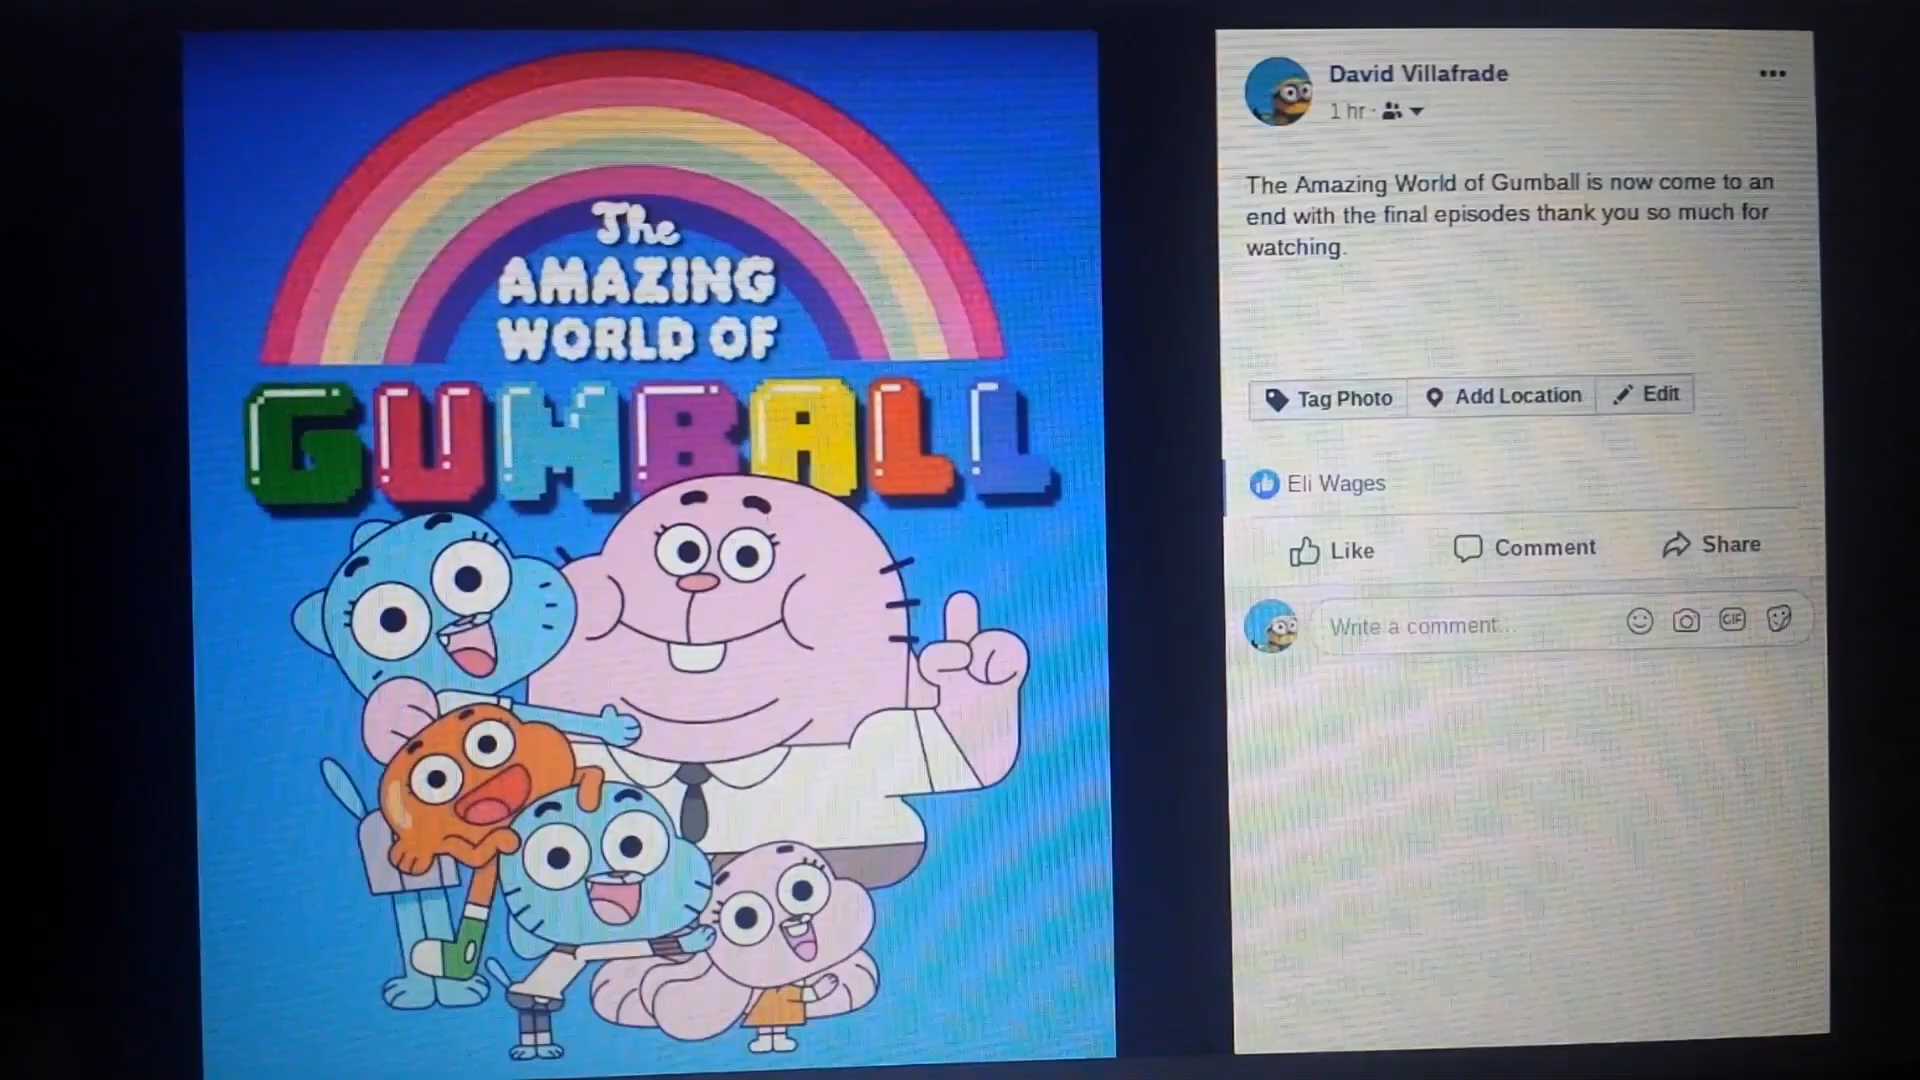 The
AMAZING
WORLD OF
GUMBALL
David Villafrade
1 hr ·
The Amazing World of Gumball is now come to an
end with the final episodes thank you so much for
watching.
Tag Photo
Add Location
Edit
Eli Wages
Like
Comment
Share
Write a comment...
GIF